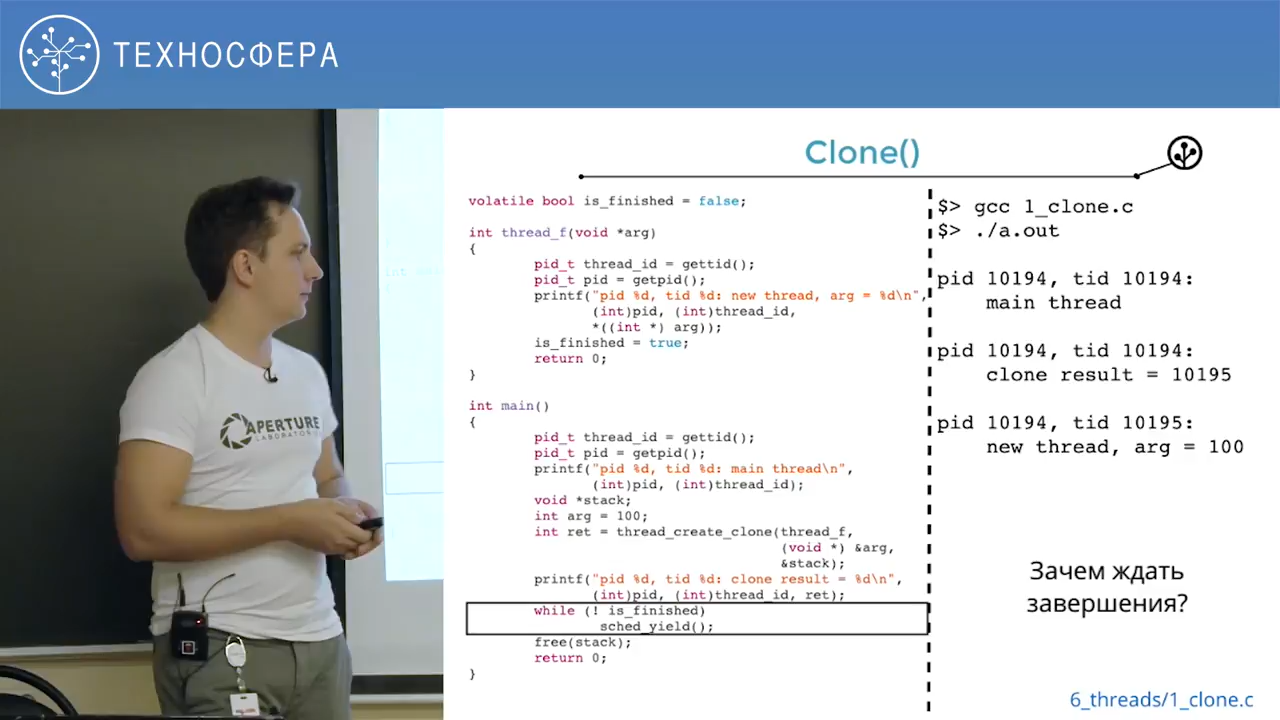 ТЕХНОСФЕРА
APERTURE
LABORATORIES
Clone()
volatile bool is_finished = false;
int thread_f(void *arg)
{
pid_t thread_id = gettid();
pid_t pid = getpid();
printf("pid %d, tid %d: new thread, arg = %d\n",
(int)pid, (int)thread_id,
*((int *) arg));
is_finished = true;
return 0;
}
int main()
{
pid_t thread_id = gettid();
pid_t pid = getpid();
printf("pid %d, tid %d: main thread\n",
(int)pid, (int)thread_id);
void *stack;
int arg = 100;
int ret = thread_create_clone(thread_f,
(void *) &arg,
&stack);
printf("pid %d, tid %d: clone result = %d\n",
(int)pid, (int)thread_id, ret);
while (! is_finished)
sched_yield();
free(stack);
return 0;
}
$> gcc 1_clone.c
$> ./a.out
pid 10194, tid 10194:
main thread
pid 10194, tid 10194:
clone result = 10195
pid 10194, tid 10195:
new thread, arg = 100
Зачем ждать
завершения?
6_threads/1_clone.c